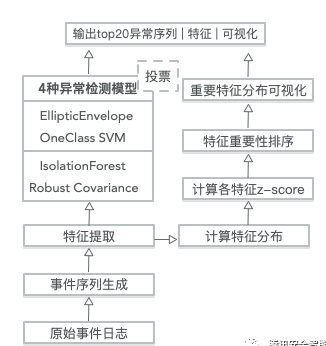 输出top20异常序列 | 特征 | 可视化
4种异常检测模型
投票
EllipticEnvelope
OneClass SVM
IsolationForest
Robust Covariance
特征提取
事件序列生成
原始事件日志
重要特征分布可视化
特征重要性排序
计算各特征z-score
计算特征分布